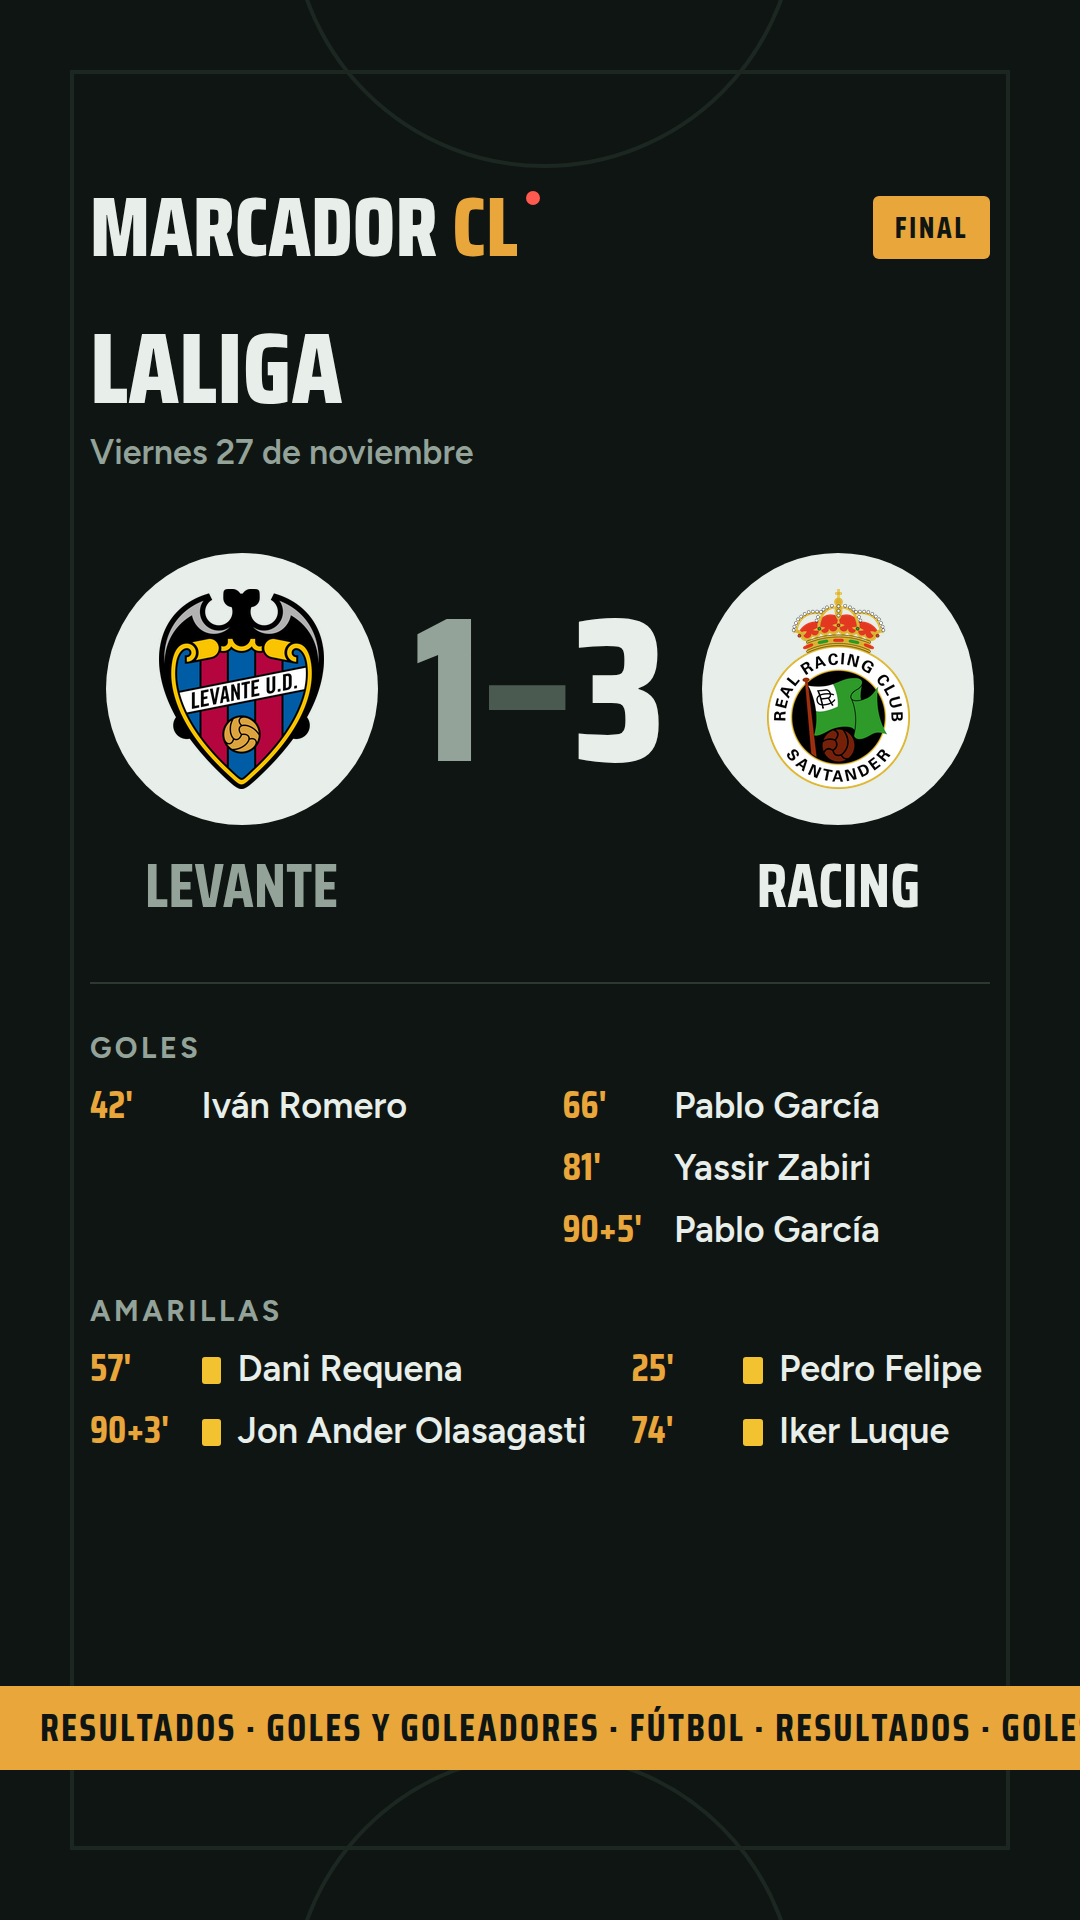 MARCADOR CL
FINAL
LALIGA
Viernes 27 de noviembre
LEVANTE U.D.
1-3
REAL RACING CLUB
SANTANDER
LEVANTE
RACING
GOLES
42' Iván Romero
66' Pablo García
81' Yassir Zabiri
90+5' Pablo García
AMARILLAS
57' Dani Requena
25' Pedro Felipe
90+3' Jon Ander Olasagasti
74' Iker Luque
RESULTADOS · GOLES Y GOLEADORES · FÚTBOL · RESULTADOS · GOLE